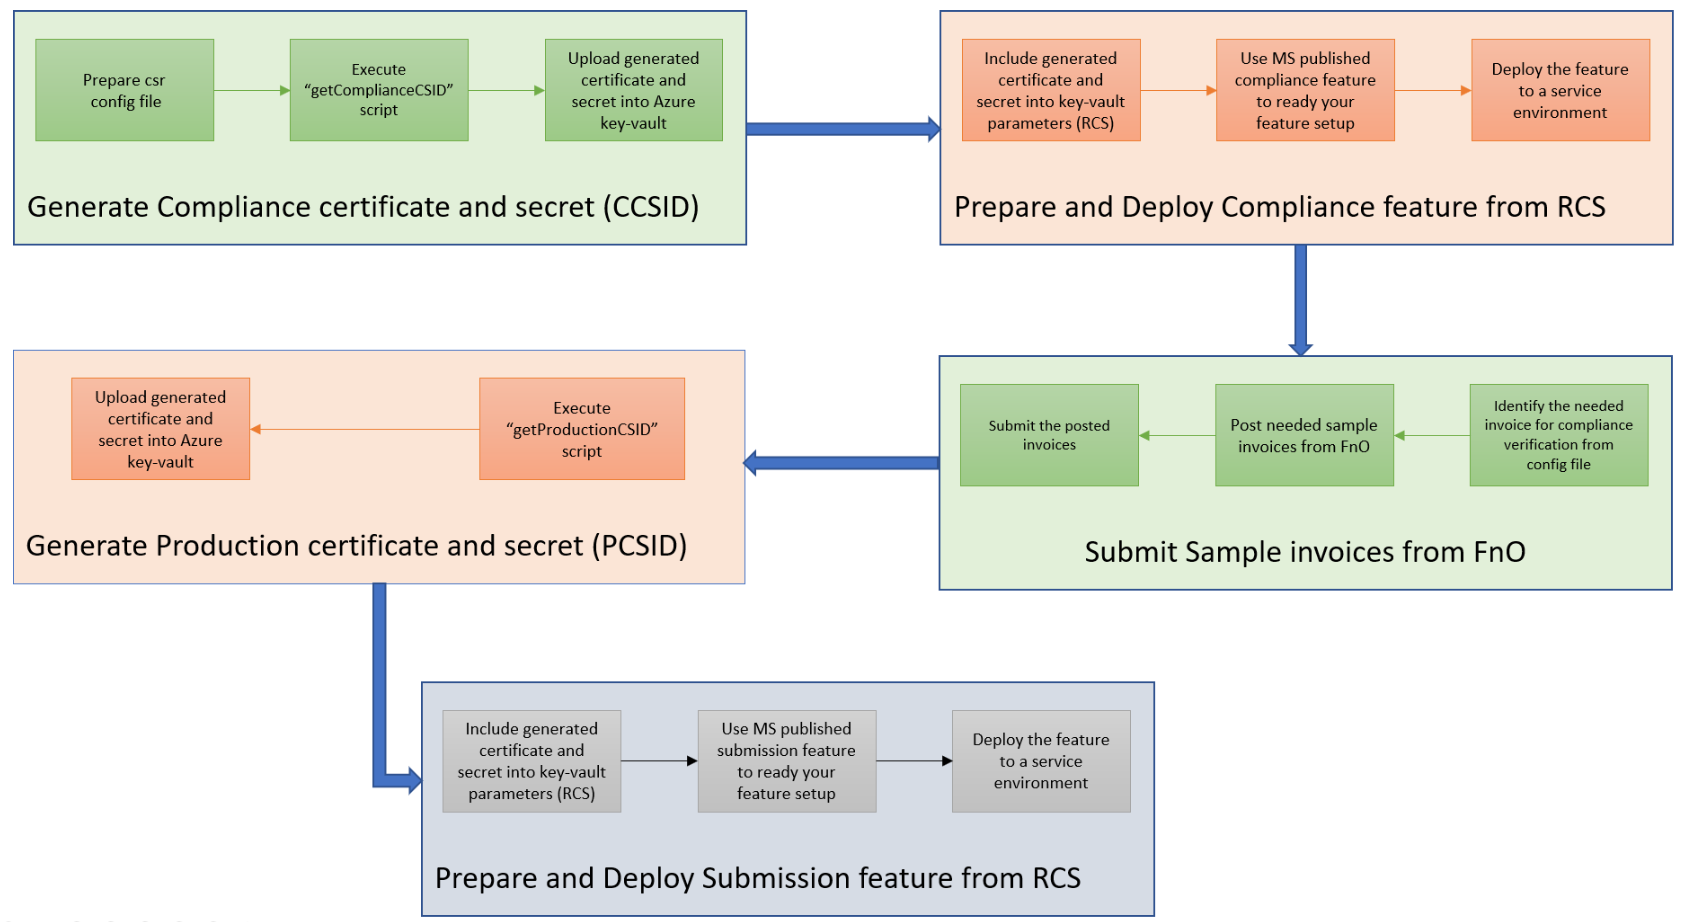 Prepare csr
config file
Execute
“getComplianceCSID”
script
Upload generated
certificate and
secret into Azure
key-vault
Generate Compliance certificate and secret (CCSID)
Include generated
certificate and
secret into key-vault
parameters (RCS)
Use MS published
compliance feature
to ready your
feature setup
Deploy the feature
to a service
environment
Prepare and Deploy Compliance feature from RCS
Upload generated
certificate and
secret into Azure
key-vault
Execute
“getProductionCSID”
script
Generate Production certificate and secret (PCSID)
Submit the posted
invoices
Post needed sample
invoices from FnO
Identify the needed
invoice for compliance
verification from
config file
Submit Sample invoices from FnO
Include generated
certificate and
secret into key-vault
parameters (RCS)
Use MS published
submission feature
to ready your
feature setup
Deploy the feature
to a service
environment
Prepare and Deploy Submission feature from RCS